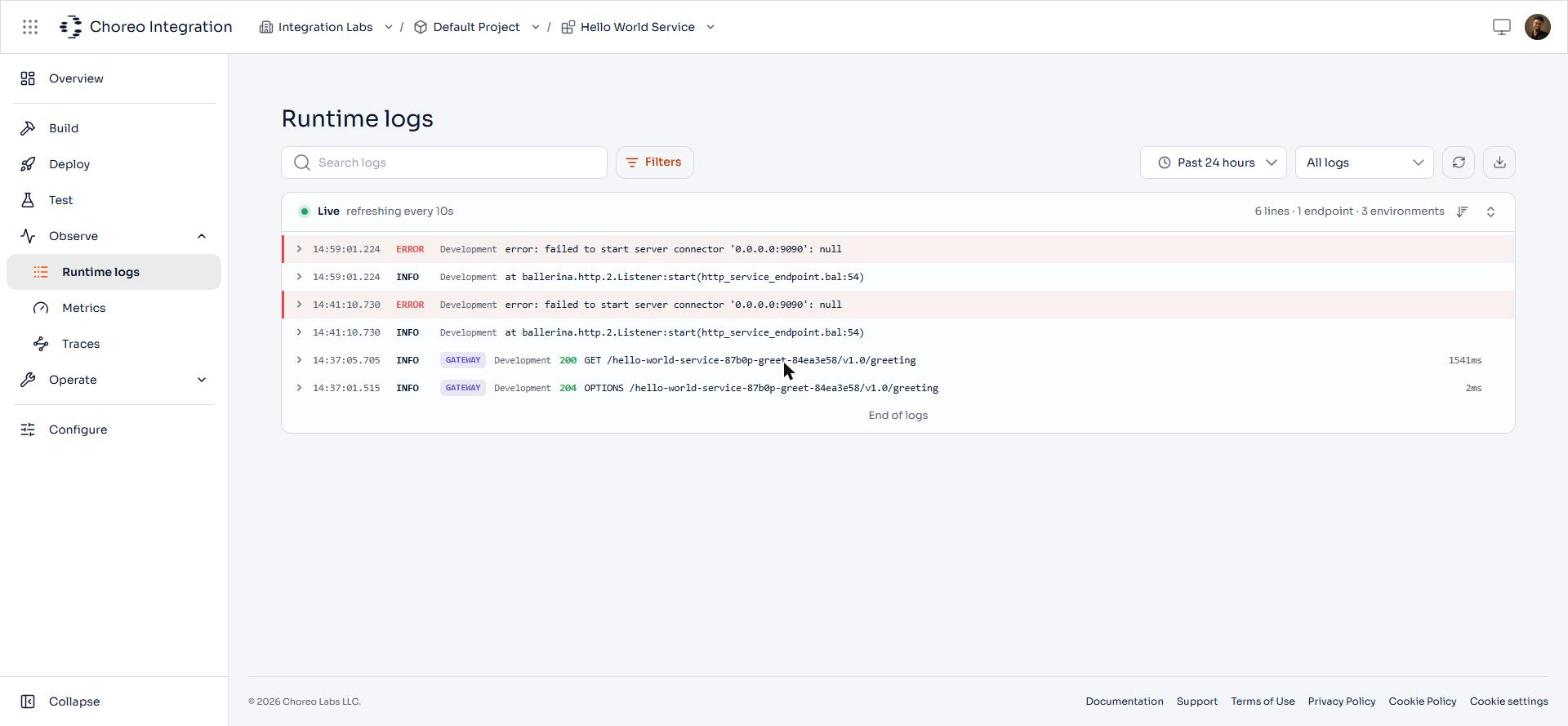 Choreo Integration
Integration Labs / Default Project / Hello World Service
Overview
Build
Deploy
Test
Observe
Runtime logs
Metrics
Traces
Operate
Configure
Collapse
Runtime logs
Search logs
Filters
Past 24 hours
All logs
Live refreshing every 10s
6 lines · 1 endpoint · 3 environments
14:59:01.224 ERROR Development error: failed to start server connector '0.0.0.0:9090': null
14:59:01.224 INFO Development at ballerina.http.2.Listener:start(http_service_endpoint.bal:54)
14:41:10.730 ERROR Development error: failed to start server connector '0.0.0.0:9090': null
14:41:10.730 INFO Development at ballerina.http.2.Listener:start(http_service_endpoint.bal:54)
14:37:05.705 INFO GATEWAY Development 200 GET /hello-world-service-87b0p-greet-84ea3e58/v1.0/greeting 1541ms
14:37:01.515 INFO GATEWAY Development 204 OPTIONS /hello-world-service-87b0p-greet-84ea3e58/v1.0/greeting 2ms
End of logs
© 2026 Choreo Labs LLC.
Documentation Support Terms of Use Privacy Policy Cookie Policy Cookie settings